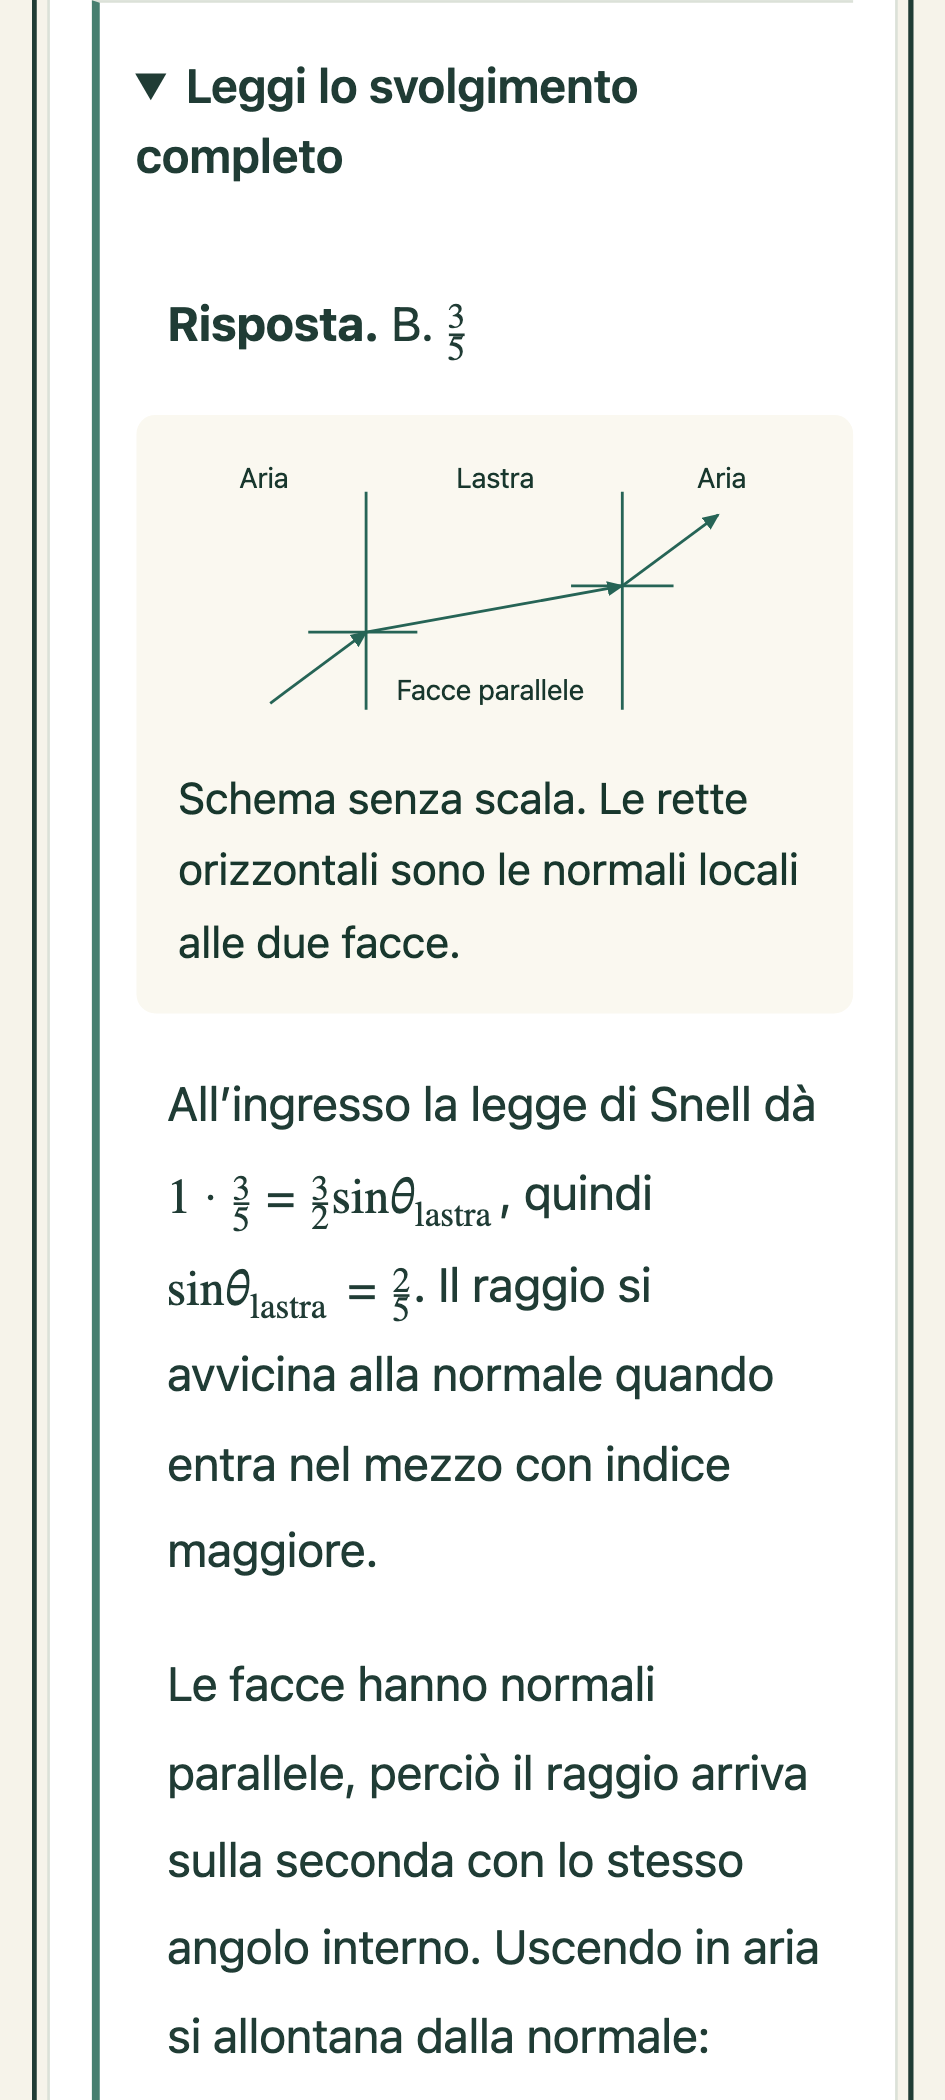 ▼ Leggi lo svolgimento
completo
Risposta. B. 3/5
Aria Lastra Aria
Facce parallele
Schema senza scala. Le rette
orizzontali sono le normali locali
alle due facce.
All’ingresso la legge di Snell dà
1 · 3/5 = 3/2 sinθ_lastra, quindi
sinθ_lastra = 2/5. Il raggio si
avvicina alla normale quando
entra nel mezzo con indice
maggiore.
Le facce hanno normali
parallele, perciò il raggio arriva
sulla seconda con lo stesso
angolo interno. Uscendo in aria
si allontana dalla normale: